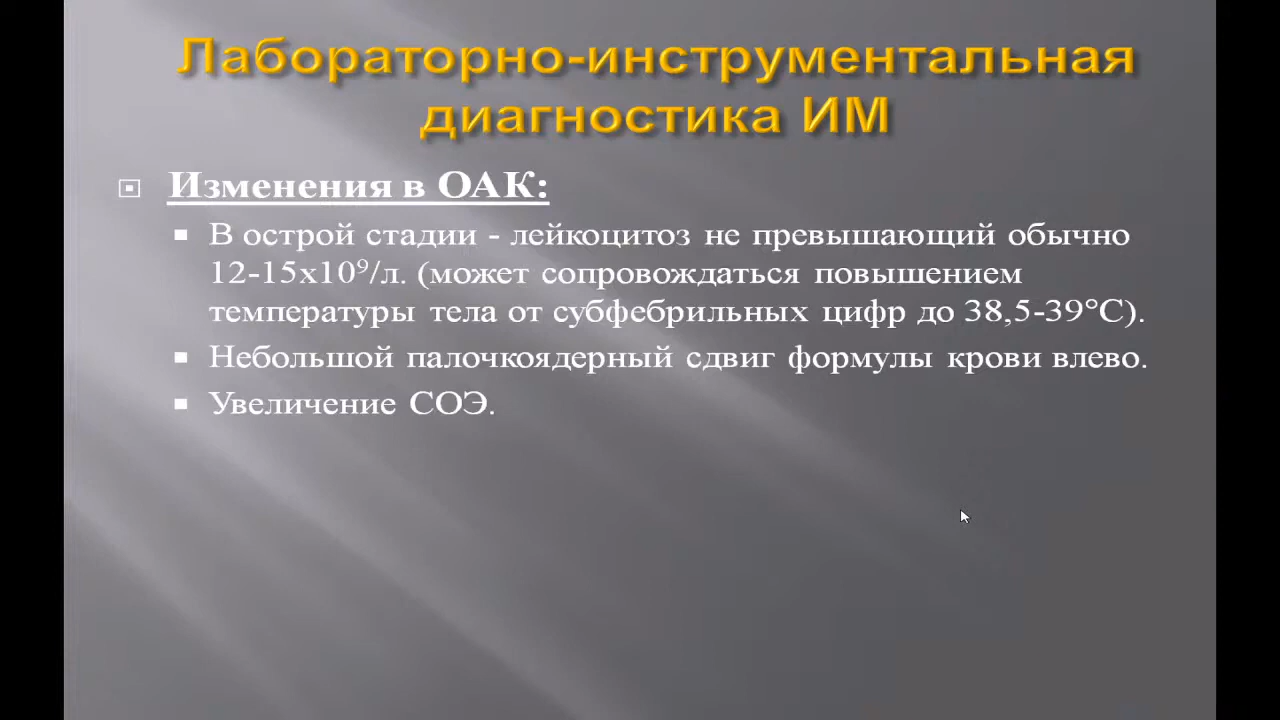 Лабораторно-инструментальная
диагностика ИМ
Изменения в ОАК:
В острой стадии - лейкоцитоз не превышающий обычно
12-15х10⁹/л. (может сопровождаться повышением
температуры тела от субфебрильных цифр до 38,5-39°С).
Небольшой палочкоядерный сдвиг формулы крови влево.
Увеличение СОЭ.